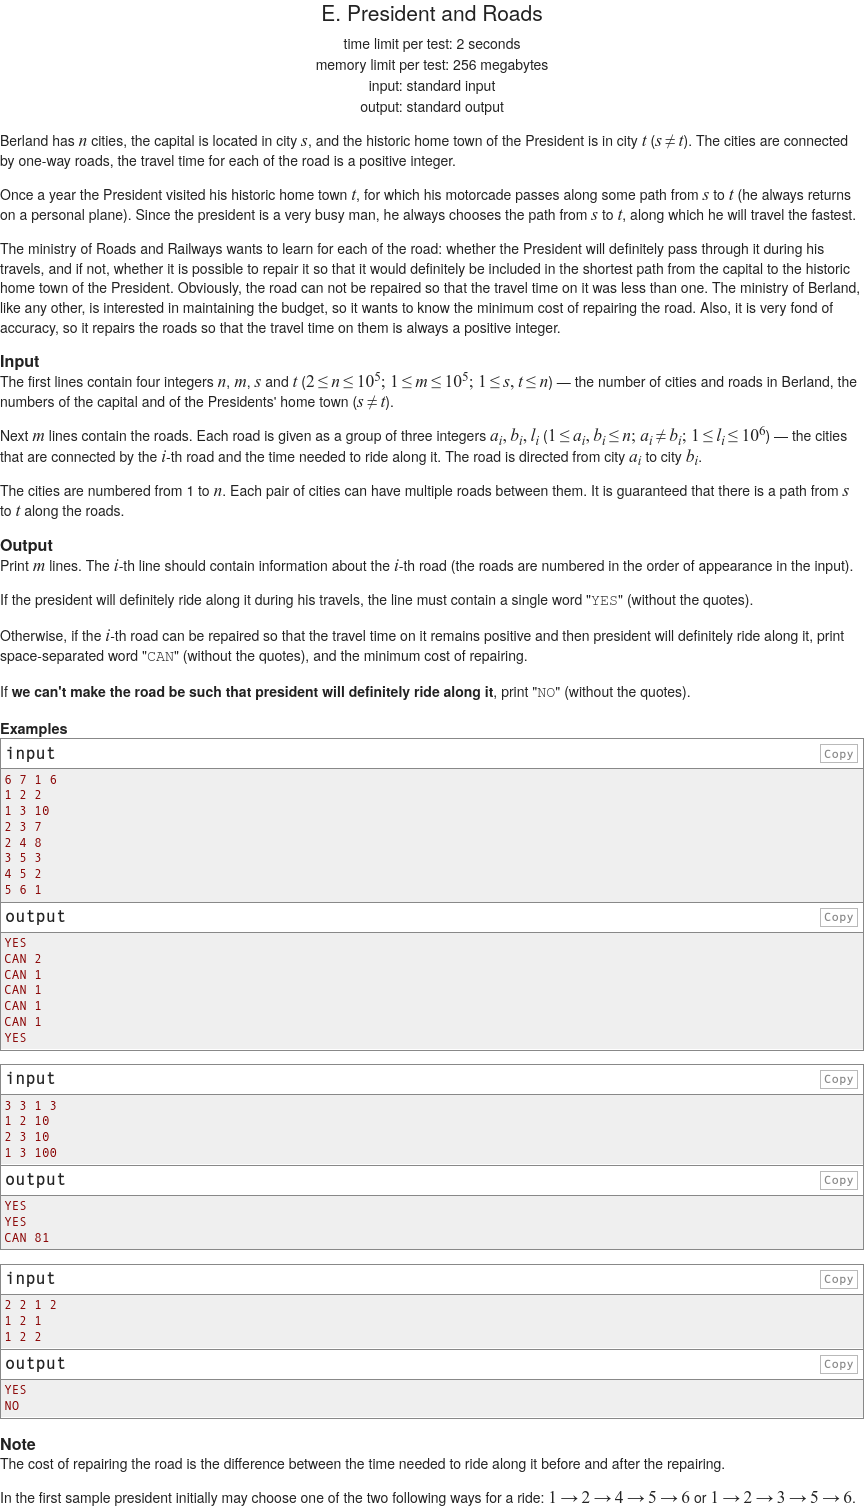 E. President and Roads
time limit per test: 2 seconds
memory limit per test: 256 megabytes
input: standard input
output: standard output
Berland has n cities, the capital is located in city s, and the historic home town of the President is in city t (s ≠ t). The cities are connected
by one-way roads, the travel time for each of the road is a positive integer.
Once a year the President visited his historic home town t, for which his motorcade passes along some path from s to t (he always returns
on a personal plane). Since the president is a very busy man, he always chooses the path from s to t, along which he will travel the fastest.
The ministry of Roads and Railways wants to learn for each of the road: whether the President will definitely pass through it during his
travels, and if not, whether it is possible to repair it so that it would definitely be included in the shortest path from the capital to the historic
home town of the President. Obviously, the road can not be repaired so that the travel time on it was less than one. The ministry of Berland,
like any other, is interested in maintaining the budget, so it wants to know the minimum cost of repairing the road. Also, it is very fond of
accuracy, so it repairs the roads so that the travel time on them is always a positive integer.
Input
The first lines contain four integers n, m, s and t (2 ≤ n ≤ 10^5; 1 ≤ m ≤ 10^5; 1 ≤ s, t ≤ n) — the number of cities and roads in Berland, the
numbers of the capital and of the Presidents' home town (s ≠ t).
Next m lines contain the roads. Each road is given as a group of three integers a_i, b_i, l_i (1 ≤ a_i, b_i ≤ n; a_i ≠ b_i; 1 ≤ l_i ≤ 10^6) — the cities
that are connected by the i-th road and the time needed to ride along it. The road is directed from city a_i to city b_i.
The cities are numbered from 1 to n. Each pair of cities can have multiple roads between them. It is guaranteed that there is a path from s
to t along the roads.
Output
Print m lines. The i-th line should contain information about the i-th road (the roads are numbered in the order of appearance in the input).
If the president will definitely ride along it during his travels, the line must contain a single word "YES" (without the quotes).
Otherwise, if the i-th road can be repaired so that the travel time on it remains positive and then president will definitely ride along it, print
space-separated word "CAN" (without the quotes), and the minimum cost of repairing.
If we can't make the road be such that president will definitely ride along it, print "NO" (without the quotes).
Examples
input Copy
6 7 1 6
1 2 2
1 3 10
2 3 7
2 4 8
3 5 3
4 5 2
5 6 1
output Copy
YES
CAN 2
CAN 1
CAN 1
CAN 1
CAN 1
YES
input Copy
3 3 1 3
1 2 10
2 3 10
1 3 100
output Copy
YES
YES
CAN 81
input Copy
2 2 1 2
1 2 1
1 2 2
output Copy
YES
NO
Note
The cost of repairing the road is the difference between the time needed to ride along it before and after the repairing.
In the first sample president initially may choose one of the two following ways for a ride: 1 → 2 → 4 → 5 → 6 or 1 → 2 → 3 → 5 → 6.